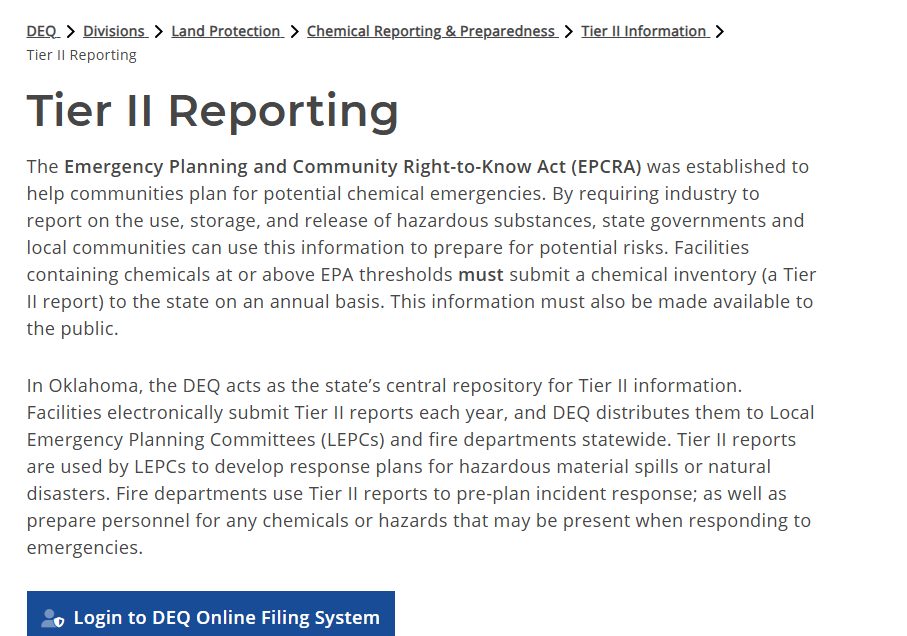 DEQ > Divisions > Land Protection > Chemical Reporting & Preparedness > Tier II Information >
Tier II Reporting
Tier II Reporting
The Emergency Planning and Community Right-to-Know Act (EPCRA) was established to
help communities plan for potential chemical emergencies. By requiring industry to
report on the use, storage, and release of hazardous substances, state governments and
local communities can use this information to prepare for potential risks. Facilities
containing chemicals at or above EPA thresholds must submit a chemical inventory (a Tier
II report) to the state on an annual basis. This information must also be made available to
the public.
In Oklahoma, the DEQ acts as the state’s central repository for Tier II information.
Facilities electronically submit Tier II reports each year, and DEQ distributes them to Local
Emergency Planning Committees (LEPCs) and fire departments statewide. Tier II reports
are used by LEPCs to develop response plans for hazardous material spills or natural
disasters. Fire departments use Tier II reports to pre-plan incident response; as well as
prepare personnel for any chemicals or hazards that may be present when responding to
emergencies.
Login to DEQ Online Filing System